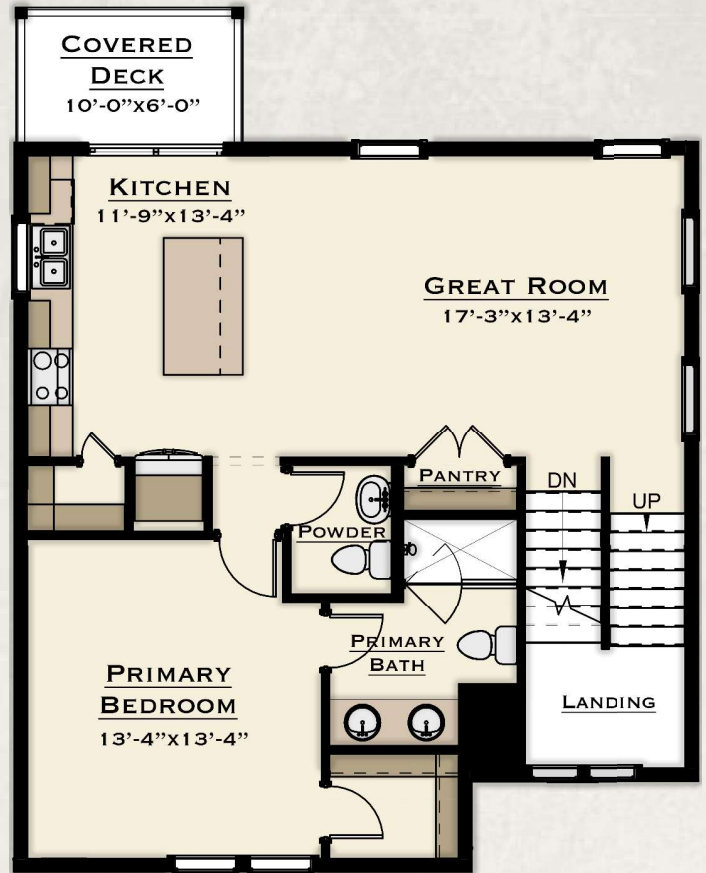 COVERED
DECK
10'-0"x6'-0"
KITCHEN
11'-9"x13'-4"
GREAT ROOM
17'-3"x13'-4"
PANTRY
DN
UP
POWDER
PRIMARY
BATH
PRIMARY
BEDROOM
13'-4"x13'-4"
LANDING